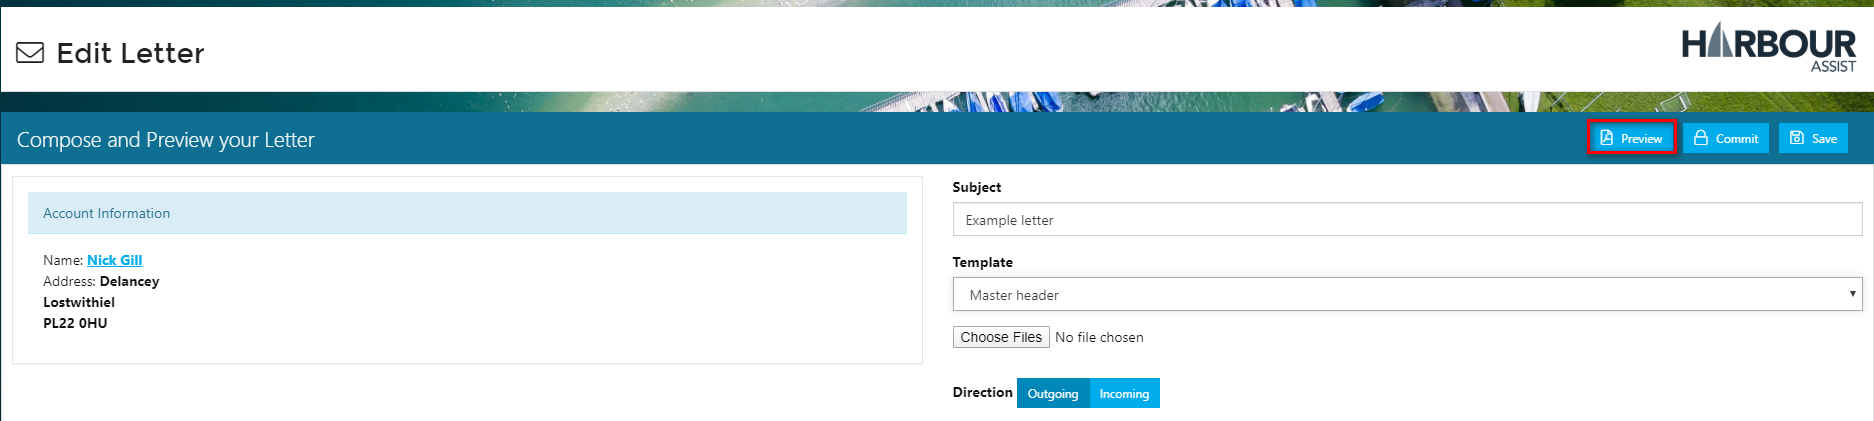 Edit Letter
HARBOUR
ASSIST
Compose and Preview your Letter
Preview
Commit
Save
Account Information
Name: Nick Gill
Address: Delancey
Lostwithiel
PL22 0HU
Subject
Example letter
Template
Master header
Choose Files No file chosen
Direction Outgoing Incoming